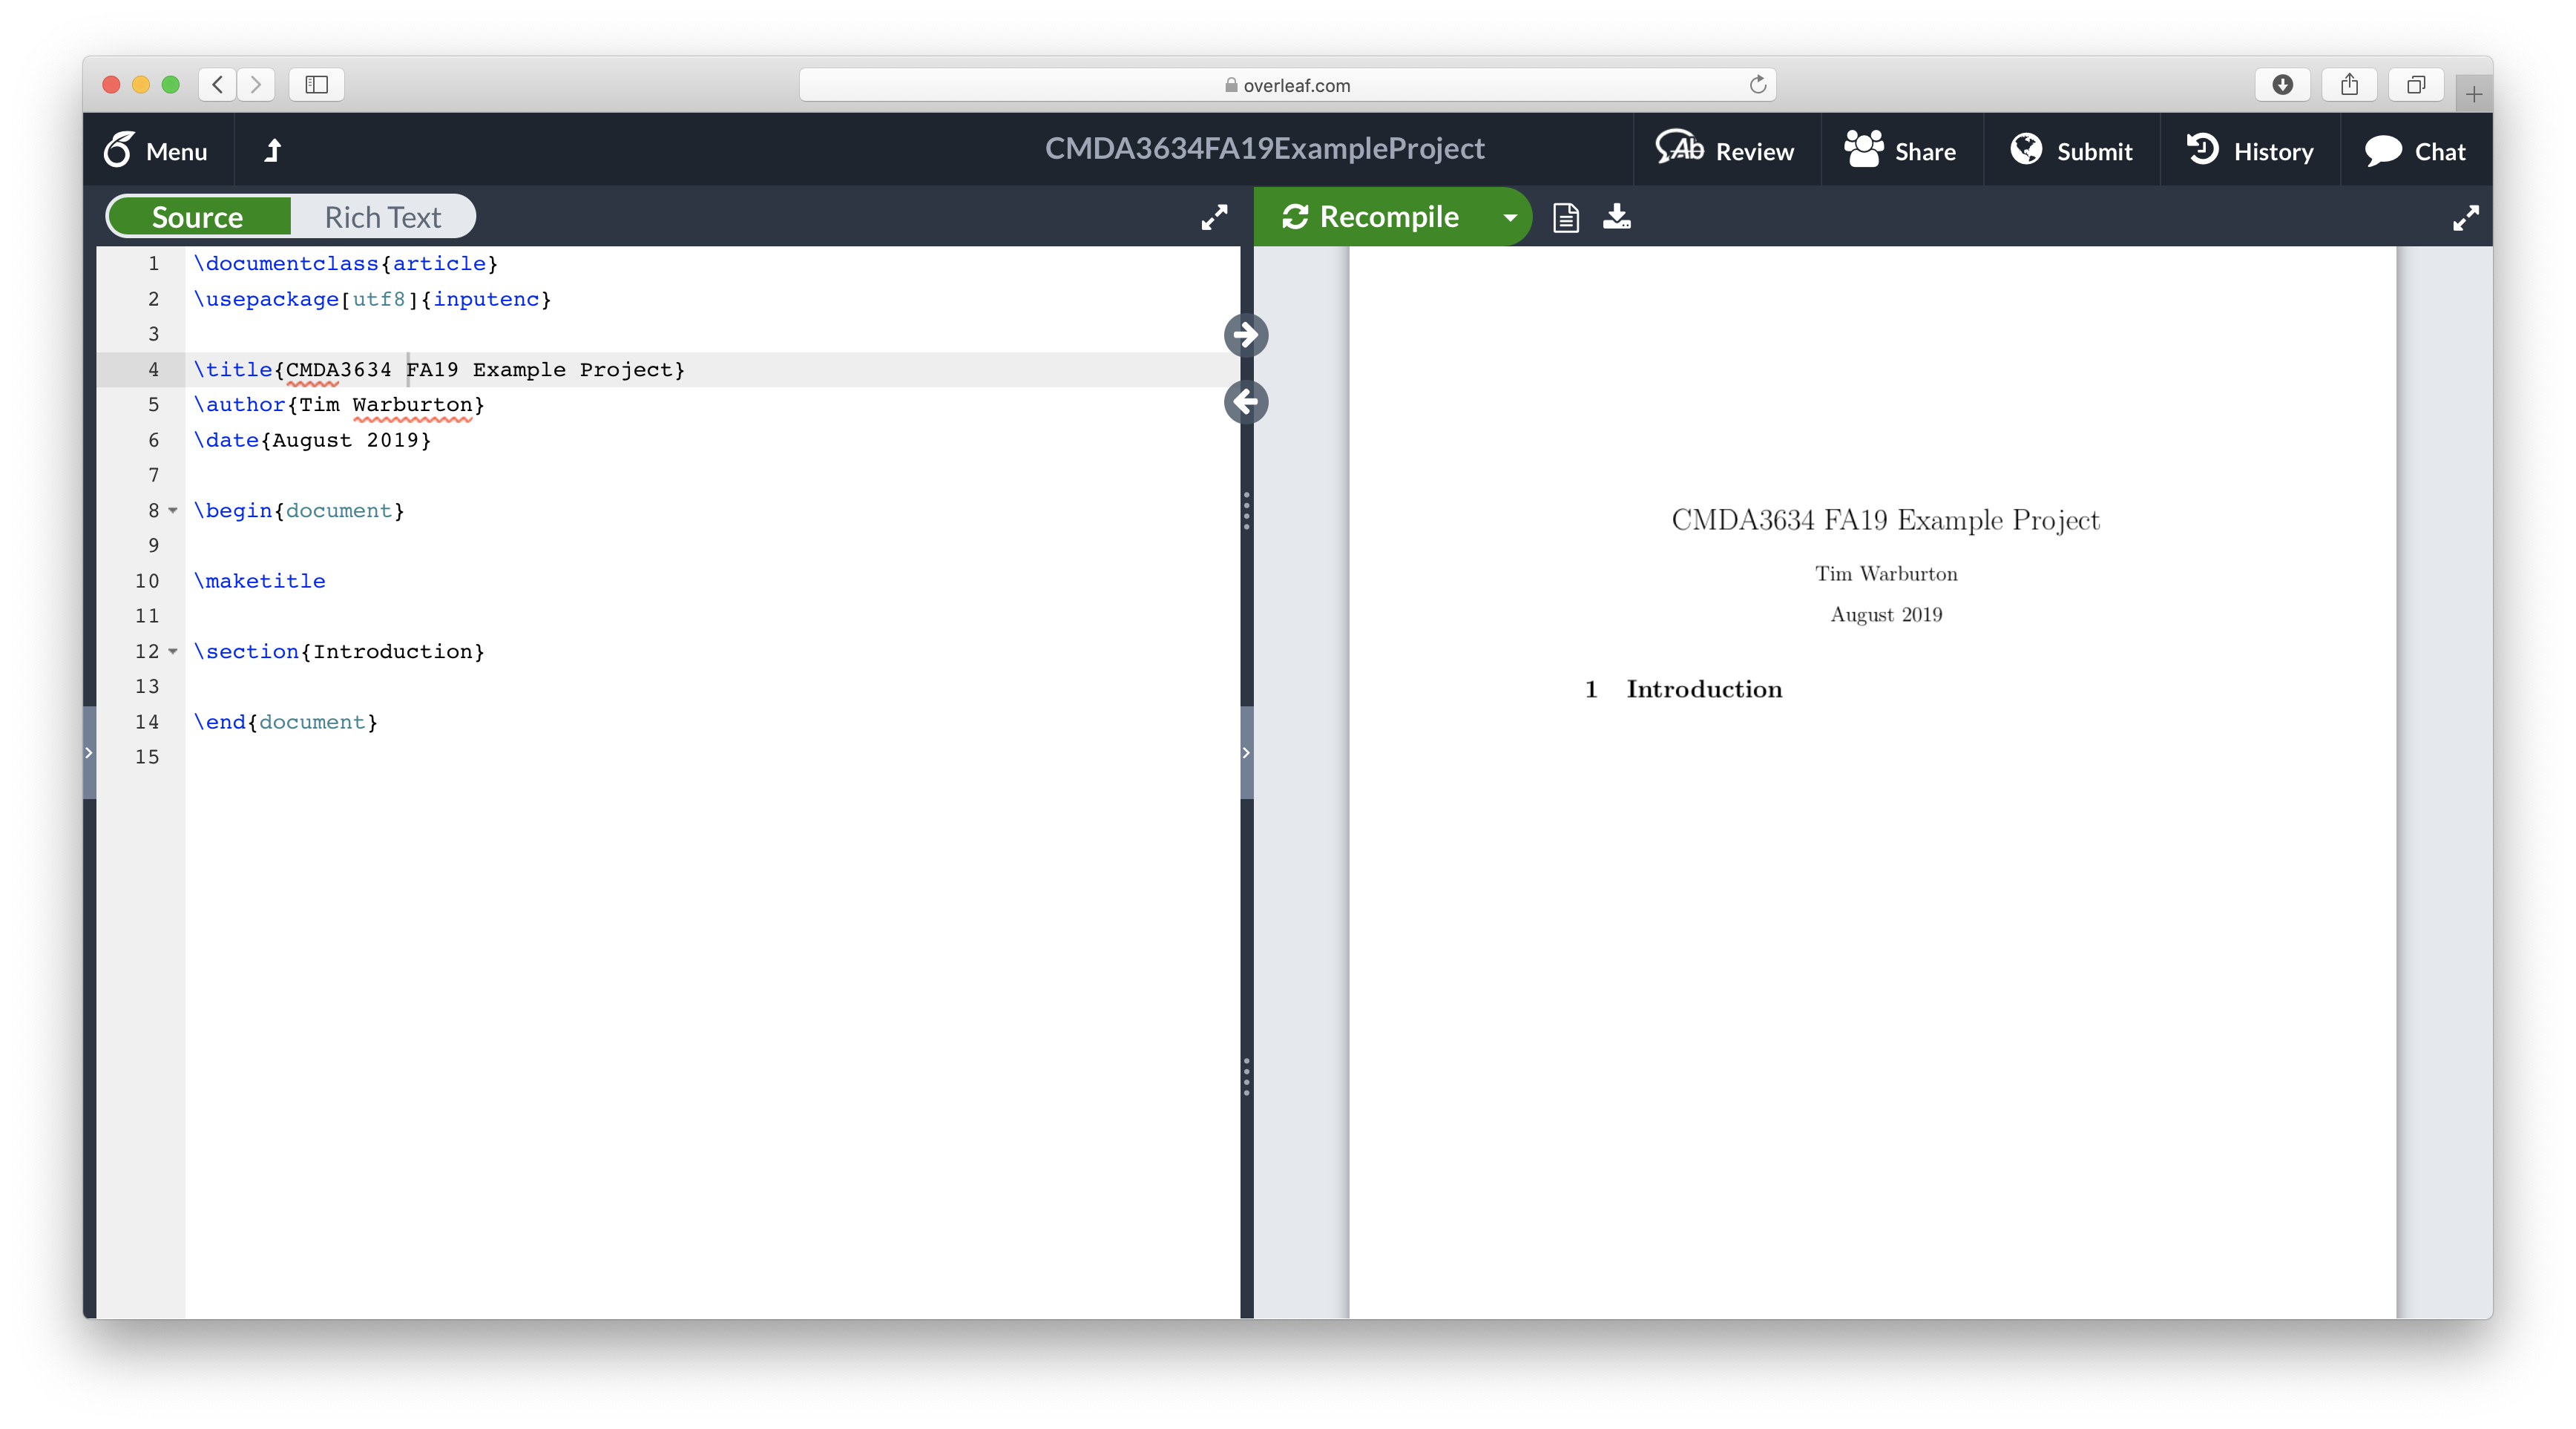 overleaf.com
Menu
CMDA3634FA19ExampleProject
Review
Share
Submit
History
Chat
Source
Rich Text
Recompile
1 \documentclass{article}
2 \usepackage[utf8]{inputenc}
3
4 \title{CMDA3634 FA19 Example Project}
5 \author{Tim Warburton}
6 \date{August 2019}
7
8 \begin{document}
9
10 \maketitle
11
12 \section{Introduction}
13
14 \end{document}
15
CMDA3634 FA19 Example Project
Tim Warburton
August 2019
1 Introduction